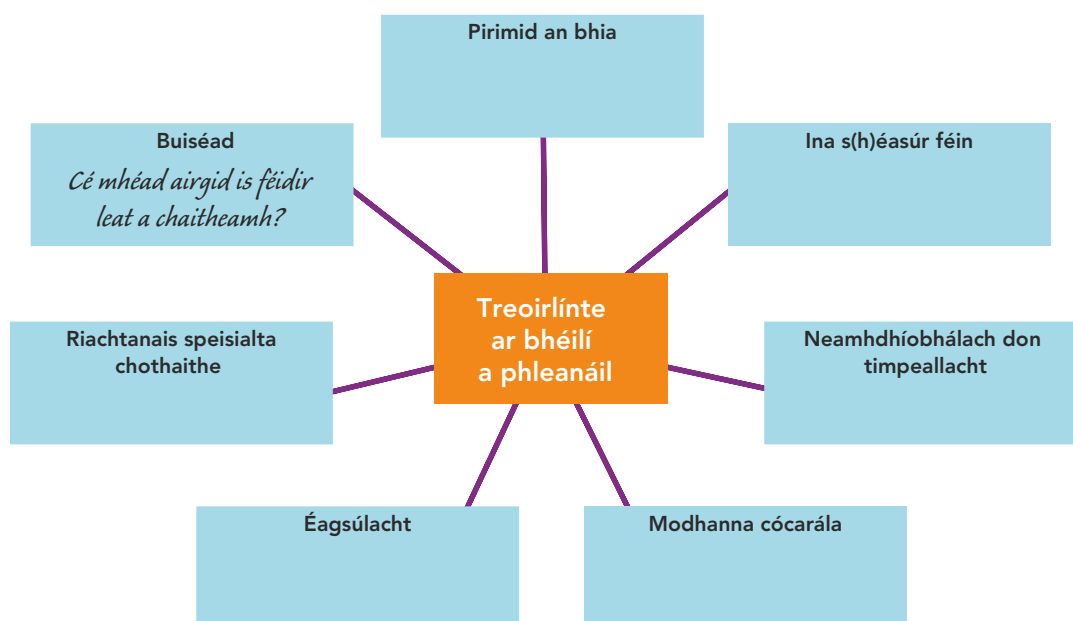 Pirimid an bhia
Buiséad
Cé mhéad airgid is féidir
leat a chaitheamh?
Ina s(h)éasúr féin
Treoirlínte
ar bhéilí
a phleanáil
Riachtanais speisialta
chothaithe
Neamhdhíobhálach don
timpeallacht
Éagsúlacht
Modhanna cócarála